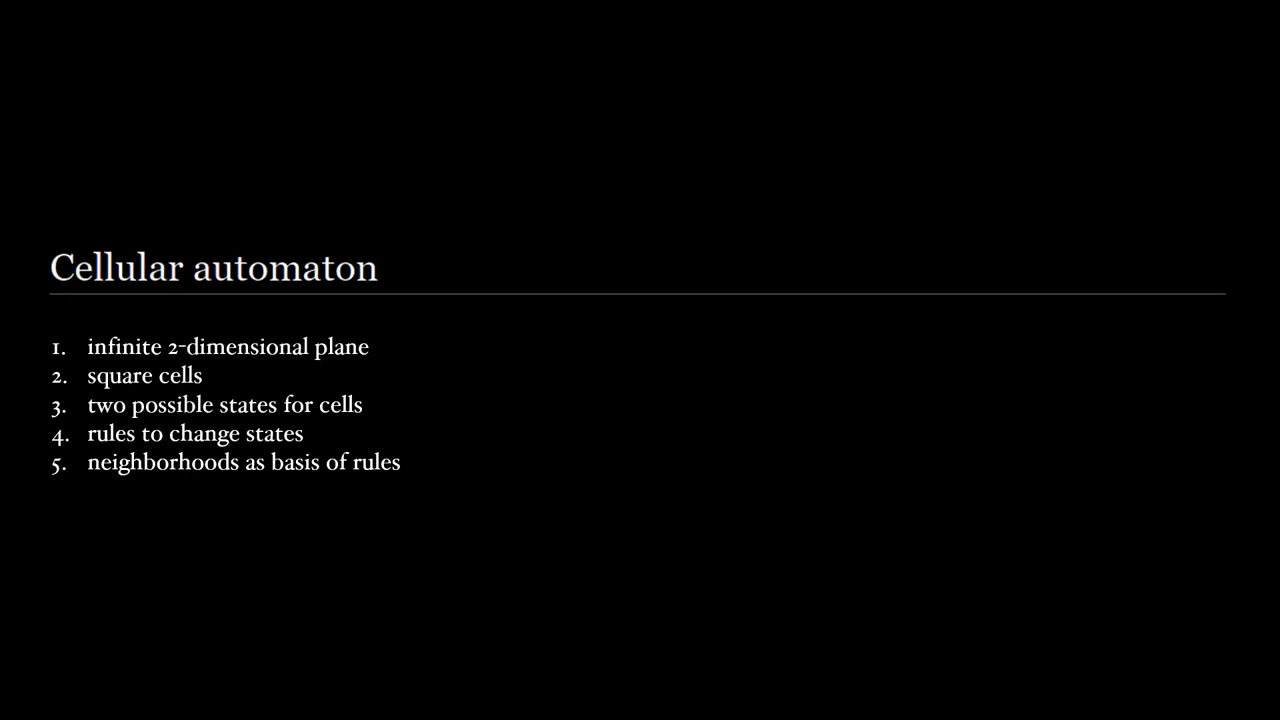 Cellular automaton
1. infinite 2-dimensional plane
2. square cells
3. two possible states for cells
4. rules to change states
5. neighborhoods as basis of rules